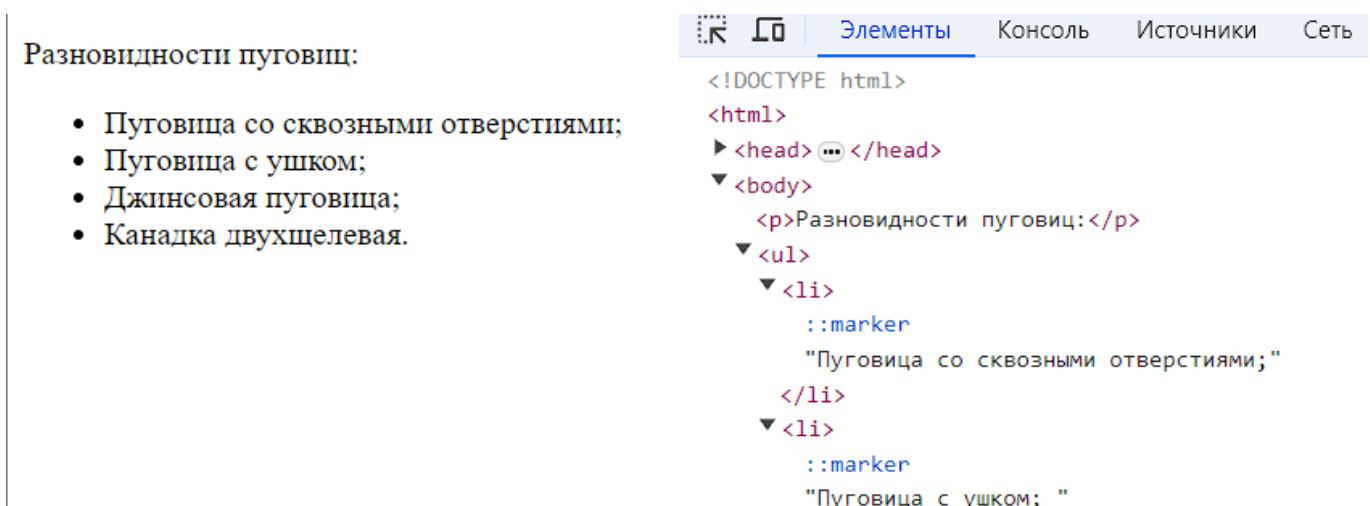 Разновидности пуговиц:
• Пуговица со сквозными отверстиями;
• Пуговица с ушком;
• Джинсовая пуговица;
• Канадка двухщелевая.
Элементы Консоль Источники Сеть
<!DOCTYPE html>
<html>
<head> ••• </head>
<body>
<p>Разновидности пуговиц:</p>
<ul>
<li>
::marker
"Пуговица со сквозными отверстиями;"
</li>
<li>
::marker
"Пуговица с ушком; "